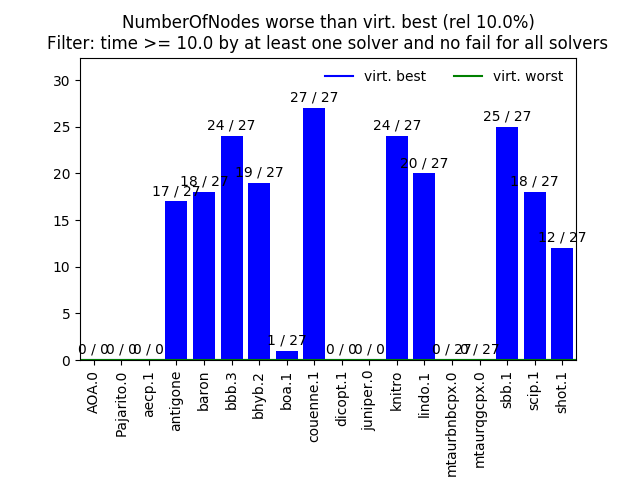 NumberOfNodes worse than virt. best (rel 10.0%)
Filter: time >= 10.0 by at least one solver and no fail for all solvers
virt. best
virt. worst
30
25
20
15
10
5
0
0 / 0
0 / 0
0 / 0
17 / 27
18 / 27
24 / 27
19 / 27
1 / 27
27 / 27
0 / 0
0 / 0
24 / 27
20 / 27
0 / 27
0 / 27
25 / 27
18 / 27
12 / 27
AOA.0
Pajarito.0
aecp.1
antigone
baron
bbb.3
bhyb.2
boa.1
couenne.1
dicopt.1
juniper.0
knitro
lindo.1
mtaurbnbcpx.0
mtaurqgcpx.0
sbb.1
scip.1
shot.1